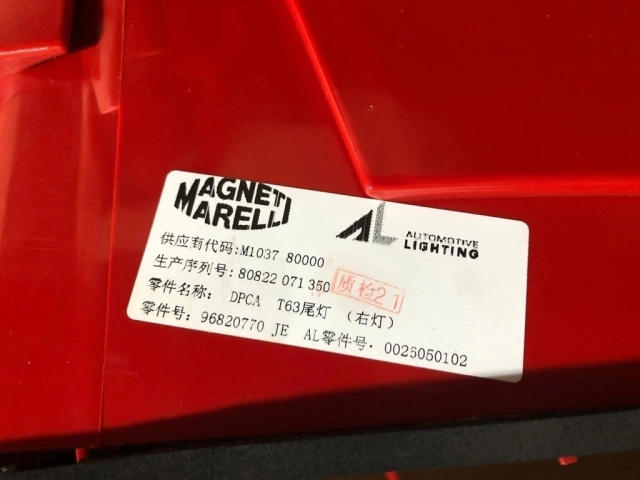 MAGNETI
MARELLI
AL AUTOMOTIVE
LIGHTING
供应商代码:M1037 80000
生产序列号:80822 071 350
质检21
零件名称: DPCA T63尾灯 (右灯)
零件号: 96820770 JE AL零件号. 0026050102